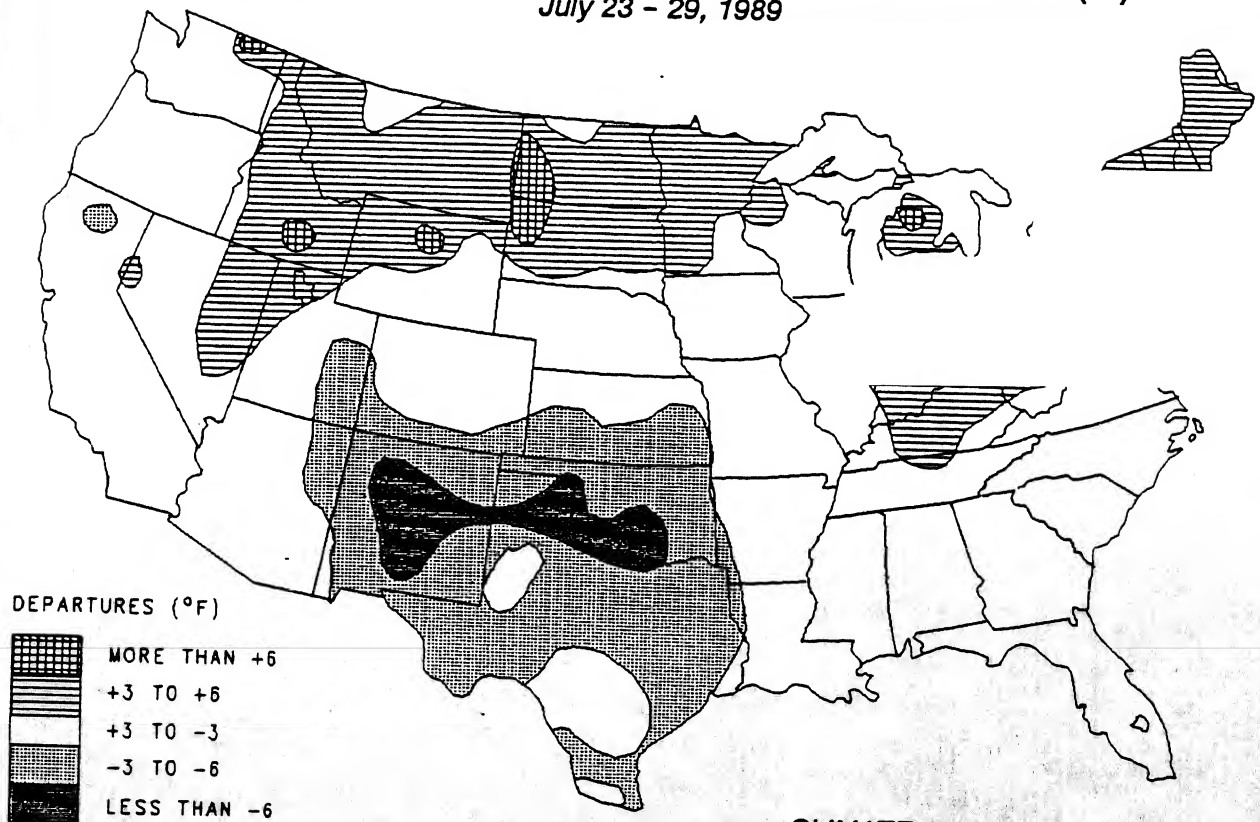 July 23 - 29, 1989
DEPARTURES (°F)
MORE THAN +6
+3 TO +6
+3 TO -3
-3 TO -6
LESS THAN -6